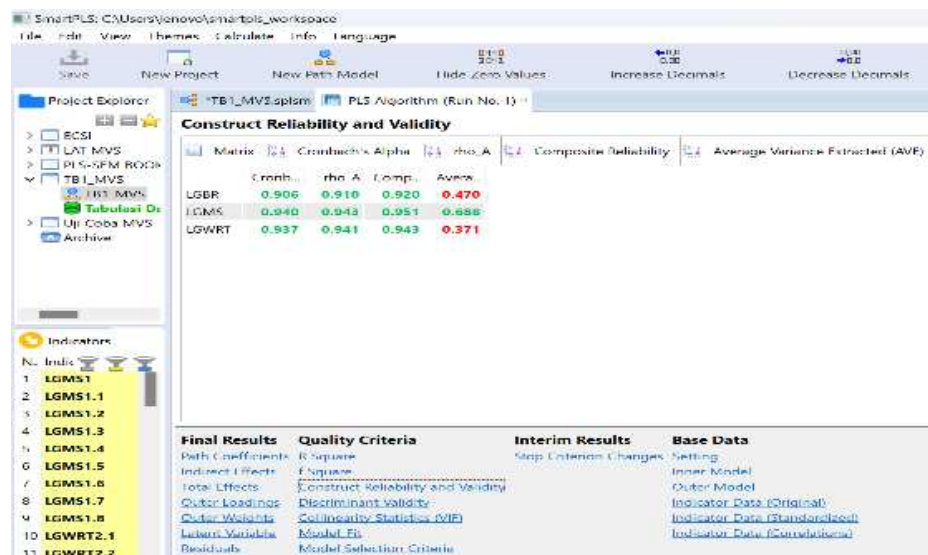 SmartPLS: C:\Users\lenovo\smartpls_workspace
File Edit View Themes Calculate Info Language
Save New Project New Path Model Hide Zero Values Increase Decimals Decrease Decimals
Project Explorer
*TB1_MVS.splsm PLS Algorithm (Run No. 1)
Construct Reliability and Validity
ECSI
LAT MVS
PLS-SEM BOOK
TB1_MVS
TB1 MVS
Tabulasi Da
Uji Coba MVS
Archive
Matrix Cronbach's Alpha rho_A Composite Reliability Average Variance Extracted (AVE)
Cronb... rho_A Comp... Avera...
LGBR 0.906 0.910 0.920 0.470
LGMS 0.940 0.943 0.951 0.688
LGWRT 0.937 0.941 0.943 0.371
Indicators
N.. Indic
1 LGMS1
2 LGMS1.1
3 LGMS1.2
4 LGMS1.3
5 LGMS1.4
6 LGMS1.5
7 LGMS1.6
8 LGMS1.7
9 LGMS1.8
10 LGWRT2.1
11 LGWRT2.2
Final Results Quality Criteria Interim Results Base Data
Path Coefficients R Square Stop Criterion Changes Setting
Indirect Effects f Square Inner Model
Total Effects Construct Reliability and Validity Outer Model
Outer Loadings Discriminant Validity Indicator Data (Original)
Outer Weights Collinearity Statistics (VIF) Indicator Data (Standardized)
Latent Variable Model Fit Indicator Data (Correlations)
Residuals Model Selection Criteria